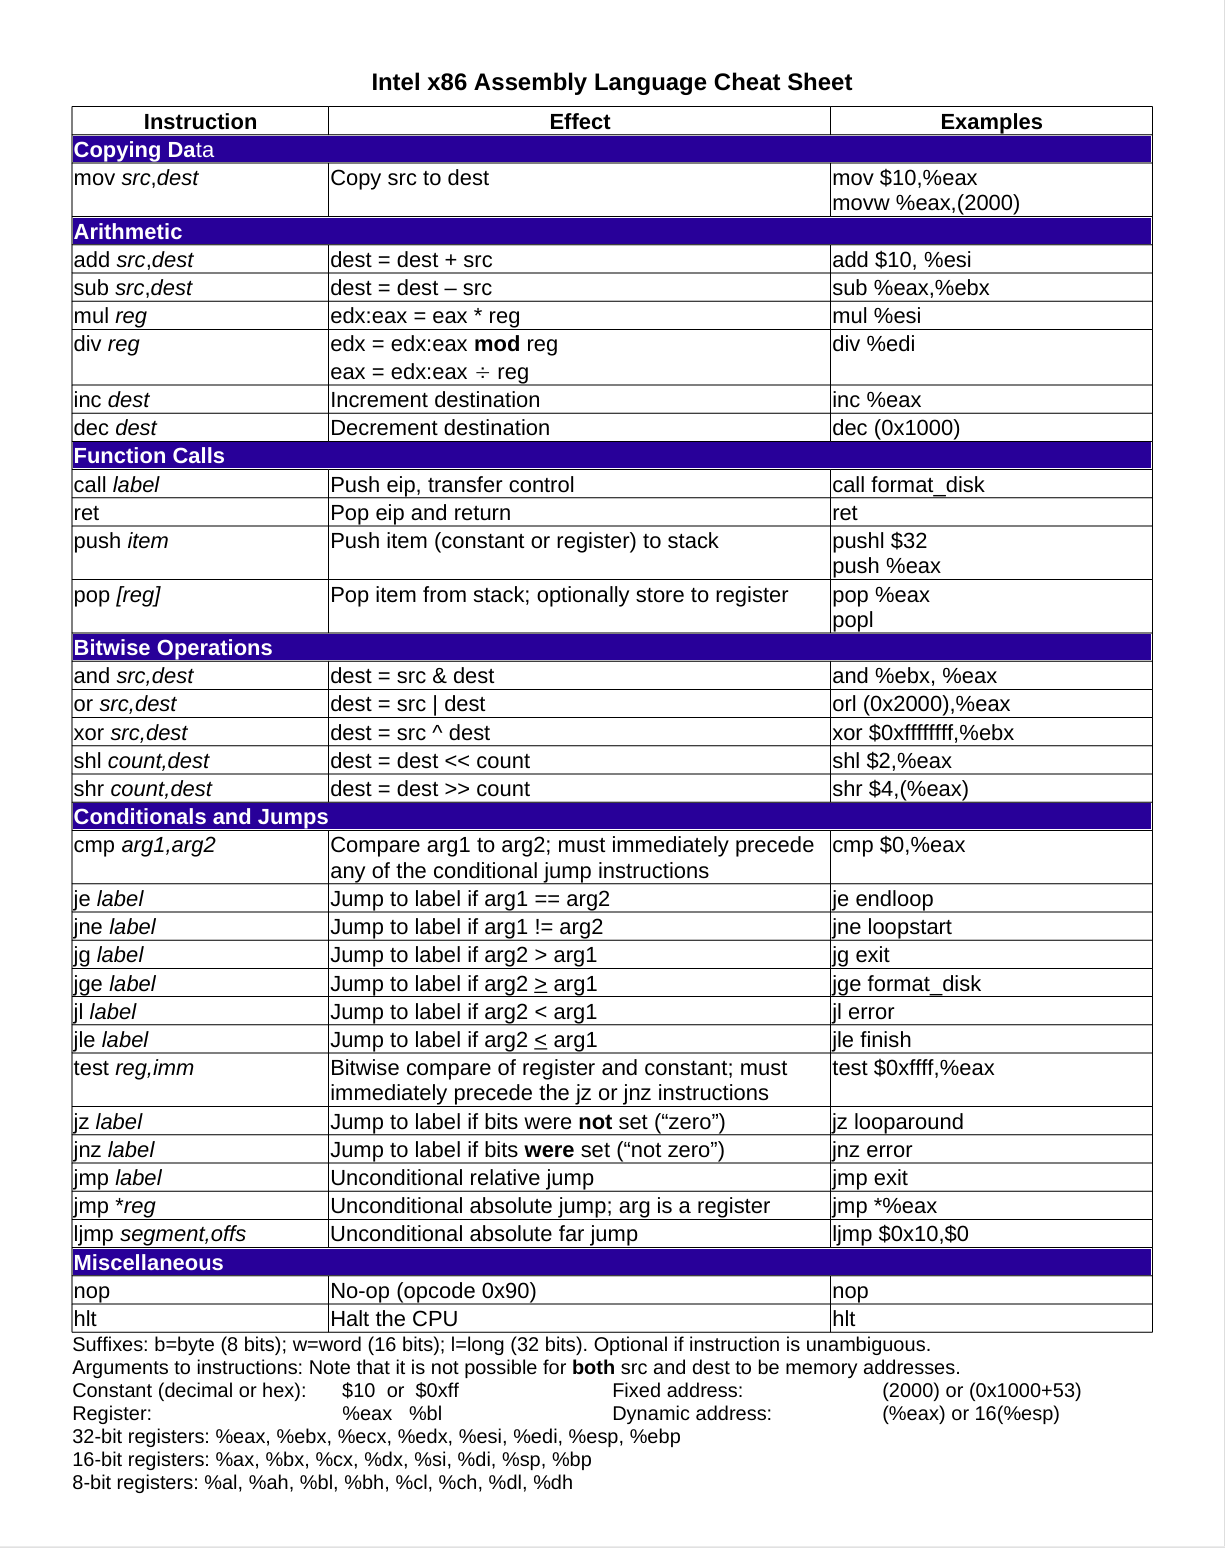 Intel x86 Assembly Language Cheat Sheet
Instruction Effect Examples
Copying Data
mov src,dest Copy src to dest mov $10,%eax
movw %eax,(2000)
Arithmetic
add src,dest dest = dest + src add $10, %esi
sub src,dest dest = dest – src sub %eax,%ebx
mul reg edx:eax = eax * reg mul %esi
div reg edx = edx:eax mod reg div %edi
eax = edx:eax ÷ reg
inc dest Increment destination inc %eax
dec dest Decrement destination dec (0x1000)
Function Calls
call label Push eip, transfer control call format_disk
ret Pop eip and return ret
push item Push item (constant or register) to stack pushl $32
push %eax
pop [reg] Pop item from stack; optionally store to register pop %eax
popl
Bitwise Operations
and src,dest dest = src & dest and %ebx, %eax
or src,dest dest = src | dest orl (0x2000),%eax
xor src,dest dest = src ^ dest xor $0xffffffff,%ebx
shl count,dest dest = dest << count shl $2,%eax
shr count,dest dest = dest >> count shr $4,(%eax)
Conditionals and Jumps
cmp arg1,arg2 Compare arg1 to arg2; must immediately precede cmp $0,%eax
any of the conditional jump instructions
je label Jump to label if arg1 == arg2 je endloop
jne label Jump to label if arg1 != arg2 jne loopstart
jg label Jump to label if arg2 > arg1 jg exit
jge label Jump to label if arg2 ≥ arg1 jge format_disk
jl label Jump to label if arg2 < arg1 jl error
jle label Jump to label if arg2 ≤ arg1 jle finish
test reg,imm Bitwise compare of register and constant; must test $0xffff,%eax
immediately precede the jz or jnz instructions
jz label Jump to label if bits were not set (“zero”) jz looparound
jnz label Jump to label if bits were set (“not zero”) jnz error
jmp label Unconditional relative jump jmp exit
jmp *reg Unconditional absolute jump; arg is a register jmp *%eax
ljmp segment,offs Unconditional absolute far jump ljmp $0x10,$0
Miscellaneous
nop No-op (opcode 0x90) nop
hlt Halt the CPU hlt
Suffixes: b=byte (8 bits); w=word (16 bits); l=long (32 bits). Optional if instruction is unambiguous.
Arguments to instructions: Note that it is not possible for both src and dest to be memory addresses.
Constant (decimal or hex): $10 or $0xff Fixed address: (2000) or (0x1000+53)
Register: %eax %bl Dynamic address: (%eax) or 16(%esp)
32-bit registers: %eax, %ebx, %ecx, %edx, %esi, %edi, %esp, %ebp
16-bit registers: %ax, %bx, %cx, %dx, %si, %di, %sp, %bp
8-bit registers: %al, %ah, %bl, %bh, %cl, %ch, %dl, %dh